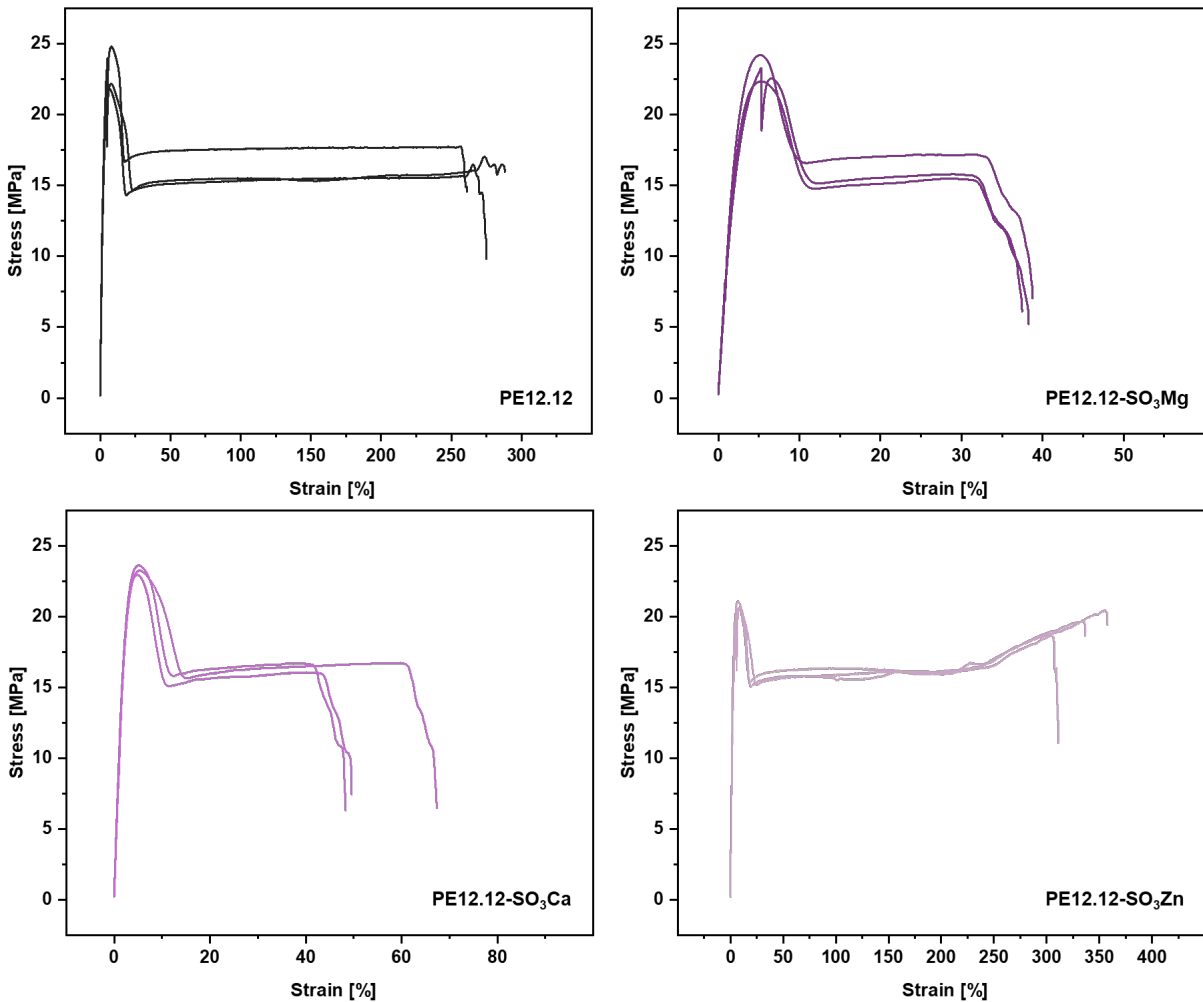 25
20
15
10
5
0
Stress [MPa]
PE12.12
0 50 100 150 200 250 300
Strain [%]
25
20
15
10
5
0
Stress [MPa]
PE12.12-SO₃Mg
0 10 20 30 40 50
Strain [%]
25
20
15
10
5
0
Stress [MPa]
PE12.12-SO₃Ca
0 20 40 60 80
Strain [%]
25
20
15
10
5
0
Stress [MPa]
PE12.12-SO₃Zn
0 50 100 150 200 250 300 350 400
Strain [%]